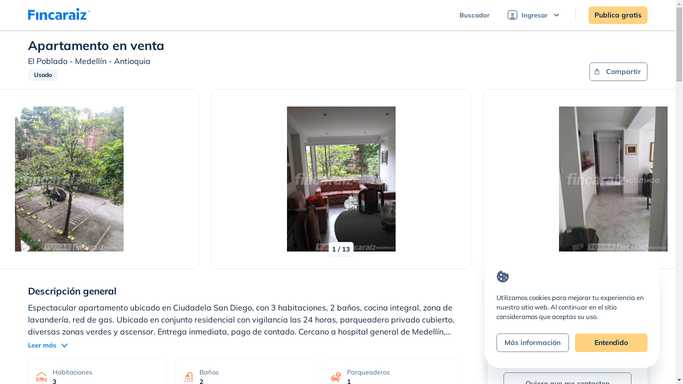 Fincaraiz
Buscador
Ingresar
Publica gratis
Apartamento en venta
El Poblado - Medellín - Antioquia
Usado
Compartir
fincaraiz
fincaraiz
fincaraiz
1 / 13
Descripción general
Espectacular apartamento ubicado en Ciudadela San Diego, con 3 habitaciones, 2 baños, cocina integral, zona de
lavandería, red de gas. Ubicado en conjunto residencial con vigilancia las 24 horas, parqueadero privado cubierto,
diversas zonas verdes y ascensor. Entrega inmediata, pago de contado. Cercano a hospital general de Medellín,...
Leer más
Habitaciones
3
Baños
2
Parqueaderos
1
Utilizamos cookies para mejorar tu experiencia en
nuestro sitio web. Al continuar en el sitio
consideramos que aceptas su uso.
Más información
Entendido
Quiero que me contacten